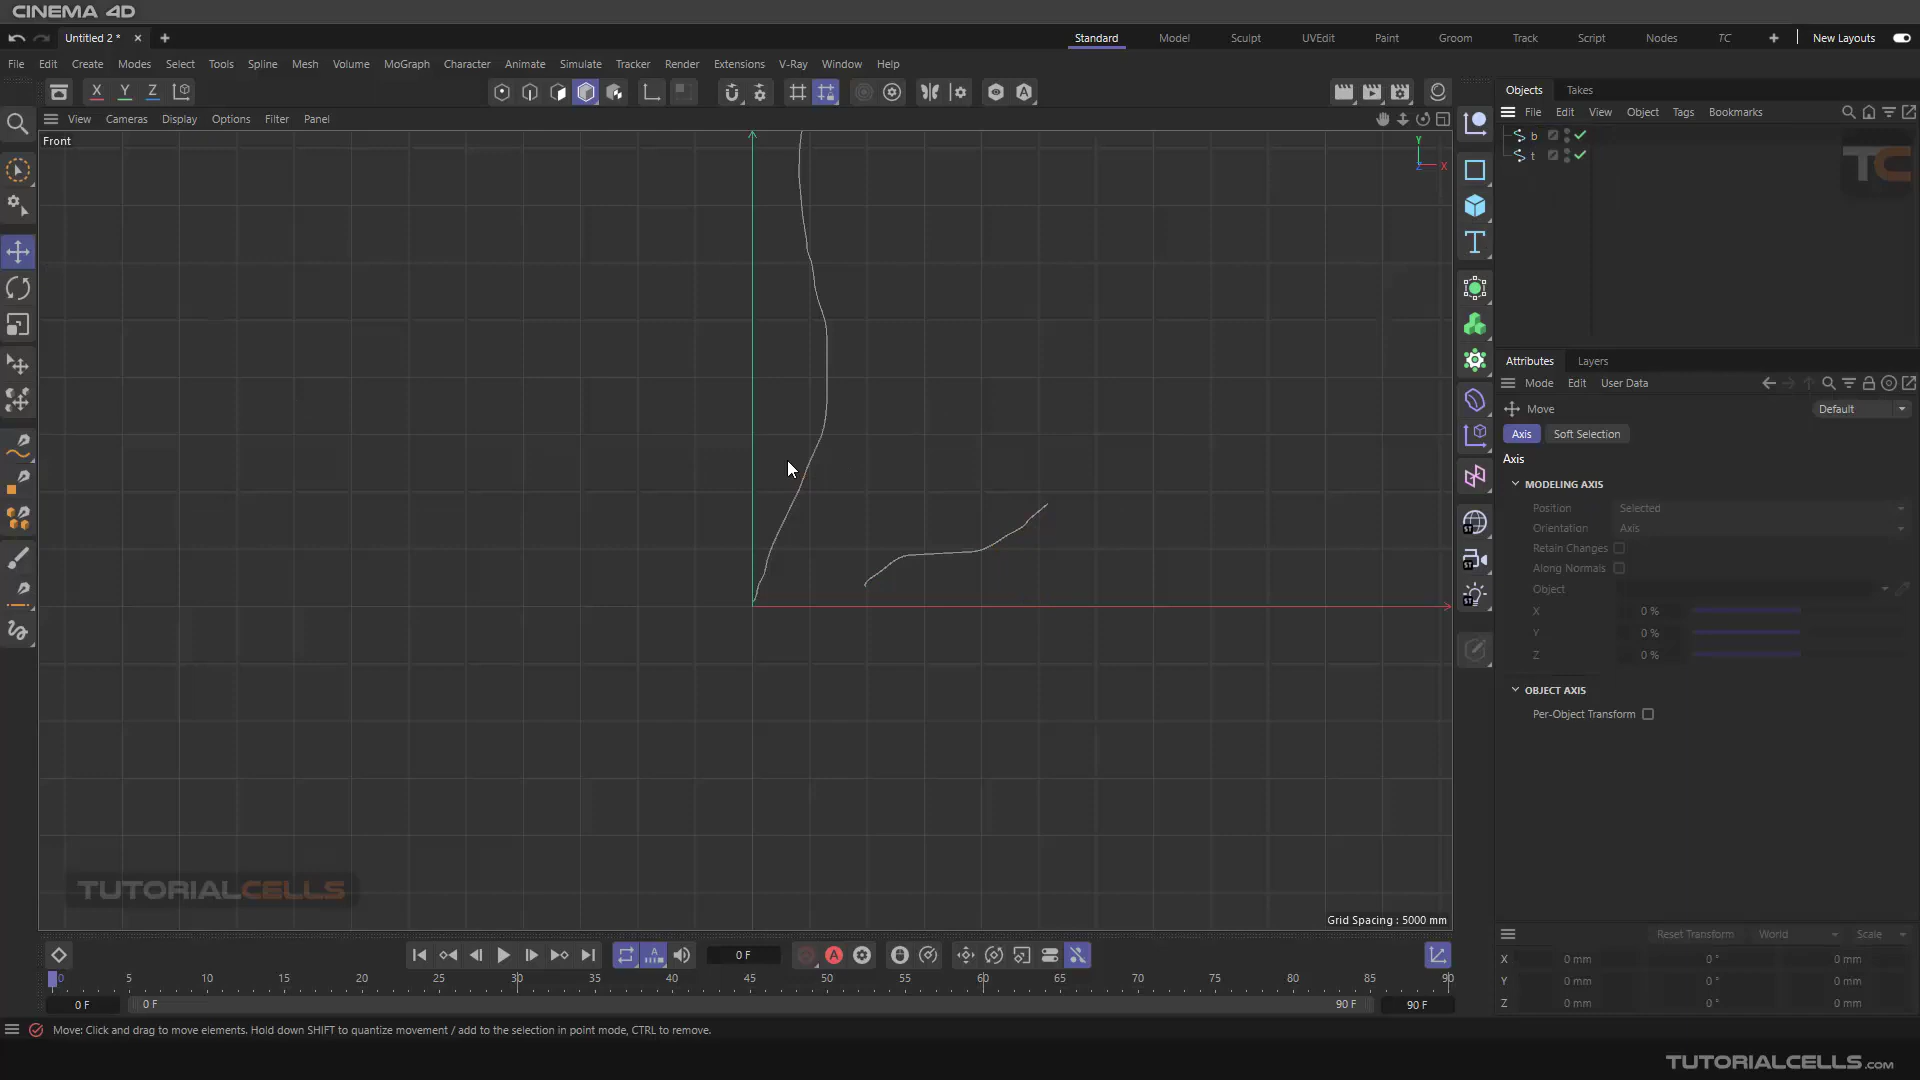 CINEMA 4D
Untitled 2 *
Standard Model Sculpt UVEdit Paint Groom Track Script Nodes TC New Layouts
File Edit Create Modes Select Tools Spline Mesh Volume MoGraph Character Animate Simulate Tracker Render Extensions V-Ray Window Help
X Y Z
Objects Takes
File Edit View Object Tags Bookmarks
View Cameras Display Options Filter Panel
Front
Y
X
Z
b
t
TC
Attributes Layers
Mode Edit User Data
Move Default
Axis Soft Selection
Axis
MODELING AXIS
Position Selected
Orientation Axis
Retain Changes
Along Normals
Object
X 0 %
Y 0 %
Z 0 %
OBJECT AXIS
Per-Object Transform
TUTORIALCELLS
Grid Spacing : 5000 mm
0 F
0 5 10 15 20 25 30 35 40 45 50 55 60 65 70 75 80 85 90
0 F 0 F 90 F 90 F
Reset Transform World Scale
X 0 mm 0 ° 0 mm
Y 0 mm 0 ° 0 mm
Z 0 mm 0 ° 0 mm
Move: Click and drag to move elements. Hold down SHIFT to quantize movement / add to the selection in point mode, CTRL to remove.
TUTORIALCELLS.com